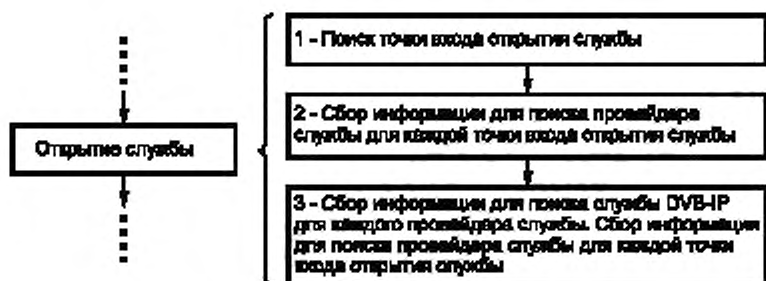 Открытие службы
1 - Поиск точки входа открытия службы
2 - Сбор информации для поиска провайдера
службы для каждой точки входа открытия службы
3 - Сбор информации для поиска службы DVB-IP
для каждого провайдера службы. Сбор информации
для поиска провайдера службы для каждой точки
входа открытия службы